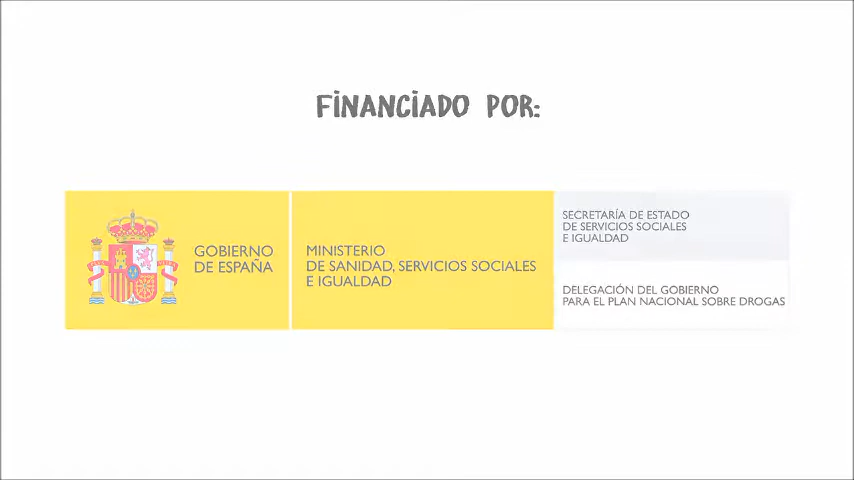 FINANCIADO POR:
GOBIERNO
DE ESPAÑA
MINISTERIO
DE SANIDAD, SERVICIOS SOCIALES
E IGUALDAD
SECRETARÍA DE ESTADO
DE SERVICIOS SOCIALES
E IGUALDAD
DELEGACIÓN DEL GOBIERNO
PARA EL PLAN NACIONAL SOBRE DROGAS